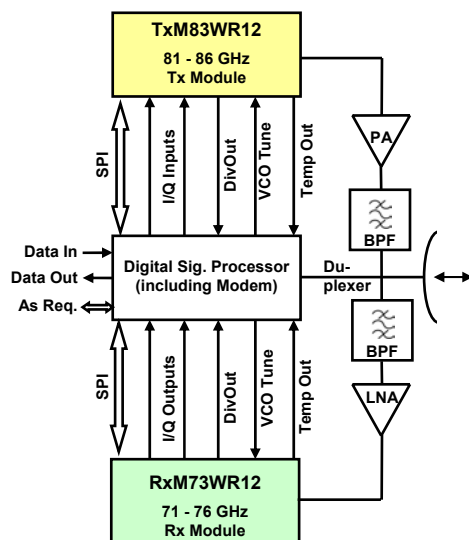 TxM83WR12
81 - 86 GHz
Tx Module
SPI
I/Q Inputs
DivOut
VCO Tune
Temp Out
PA
BPF
Data In
Data Out
As Req.
Digital Sig. Processor
(including Modem)
Du-
plexer
BPF
LNA
SPI
I/Q Outputs
DivOut
VCO Tune
Temp Out
RxM73WR12
71 - 76 GHz
Rx Module